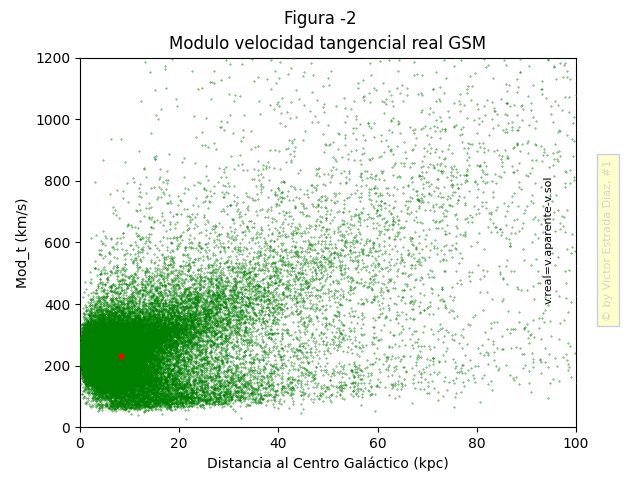 Figura -2
Modulo velocidad tangencial real GSM
1200
1000
800
600
400
200
0
Mod_t (km/s)
0 20 40 60 80 100
Distancia al Centro Galáctico (kpc)
v.real=v.aparente-v.sol
© by Victor Estrada Diaz, #1